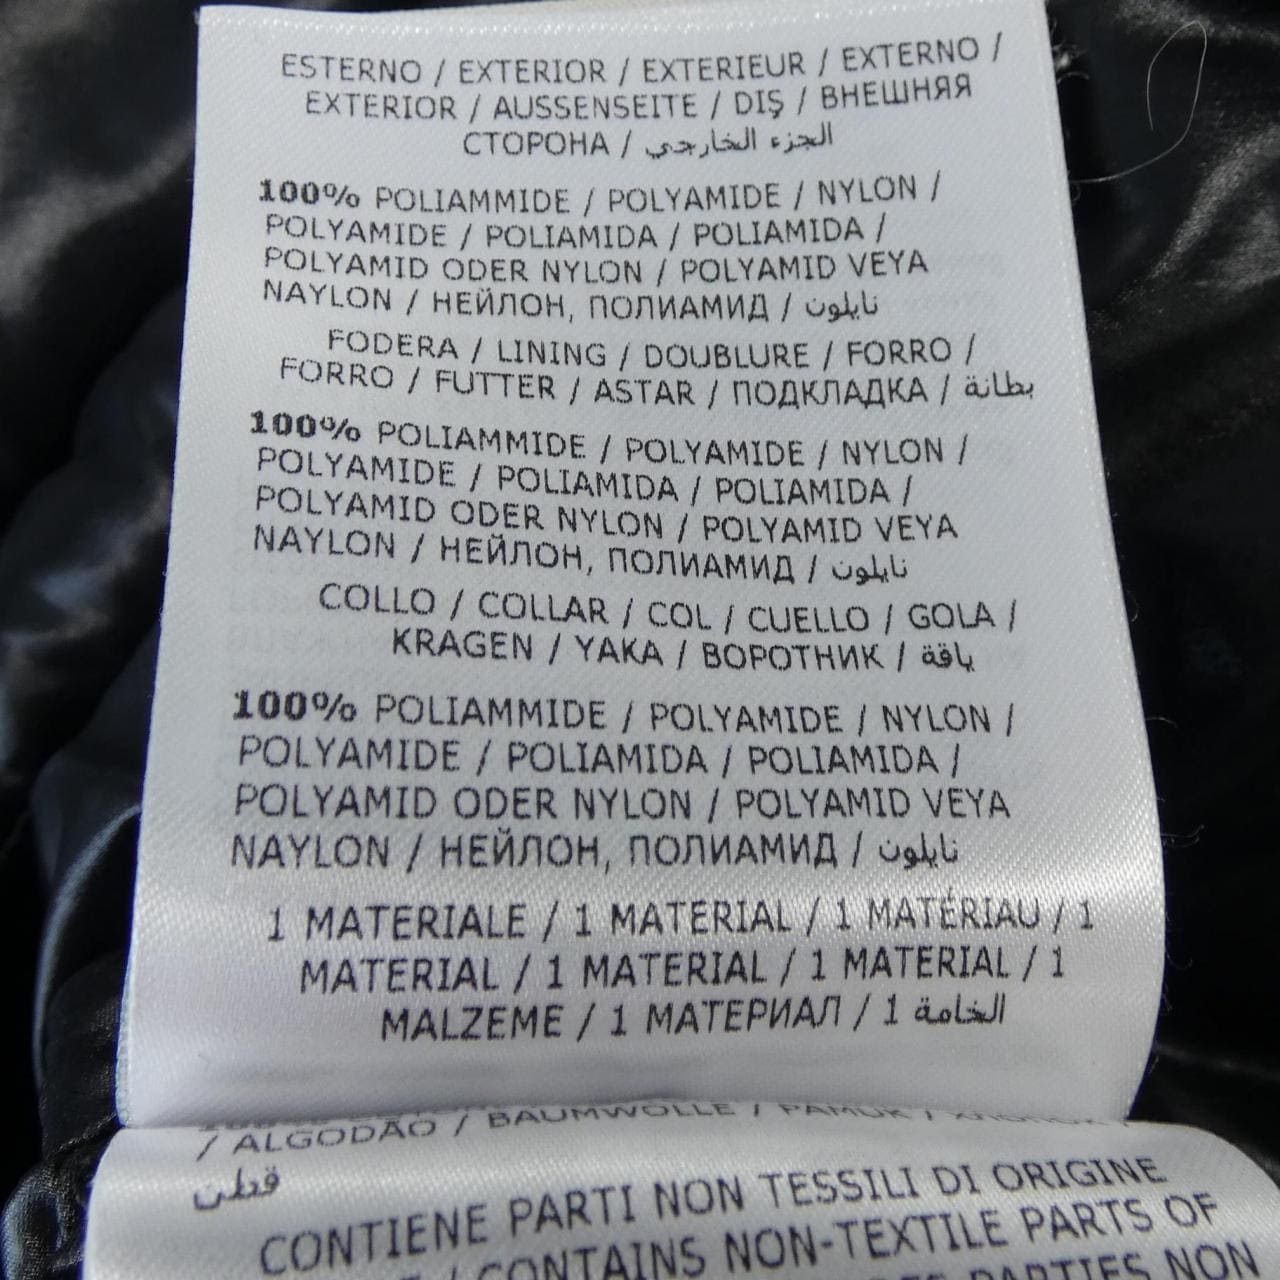 ESTERNO / EXTERIOR / EXTERIEUR / EXTERNO /
EXTERIOR / AUSSENSEITE / DIŞ / ВНЕШНЯЯ
СТОРОНА / الجزء الخارجي
100% POLIAMMIDE / POLYAMIDE / NYLON /
POLYAMIDE / POLIAMIDA / POLIAMIDA /
POLYAMID ODER NYLON / POLYAMID VEYA
NAYLON / НЕЙЛОН, ПОЛИАМИД / نايلون
FODERA / LINING / DOUBLURE / FORRO /
FORRO / FUTTER / ASTAR / ПОДКЛАДКА / بطانة
100% POLIAMMIDE / POLYAMIDE / NYLON /
POLYAMIDE / POLIAMIDA / POLIAMIDA /
POLYAMID ODER NYLON / POLYAMID VEYA
NAYLON / НЕЙЛОН, ПОЛИАМИД / نايلون
COLLO / COLLAR / COL / CUELLO / GOLA /
KRAGEN / YAKA / ВОРОТНИК / ياقة
100% POLIAMMIDE / POLYAMIDE / NYLON /
POLYAMIDE / POLIAMIDA / POLIAMIDA /
POLYAMID ODER NYLON / POLYAMID VEYA
NAYLON / НЕЙЛОН, ПОЛИАМИД / نايلون
1 MATERIALE / 1 MATERIAL / 1 MATÉRIAU / 1
MATERIAL / 1 MATERIAL / 1 MATERIAL / 1
MALZEME / 1 МАТЕРИАЛ / 1 الخامة
/ ALGODÃO / BAUMWOLLE / PAMUK /
قطن
CONTIENE PARTI NON TESSILI DI ORIGINE
/ CONTAINS NON-TEXTILE PARTS OF
PARTIES NON